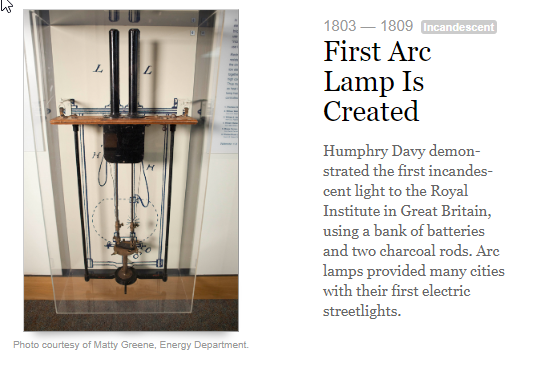 1803 — 1809 Incandescent
First Arc
Lamp Is
Created
Humphry Davy demon-
strated the first incandes-
cent light to the Royal
Institute in Great Britain,
using a bank of batteries
and two charcoal rods. Arc
lamps provided many cities
with their first electric
streetlights.
L L
H H
Photo courtesy of Matty Greene, Energy Department.